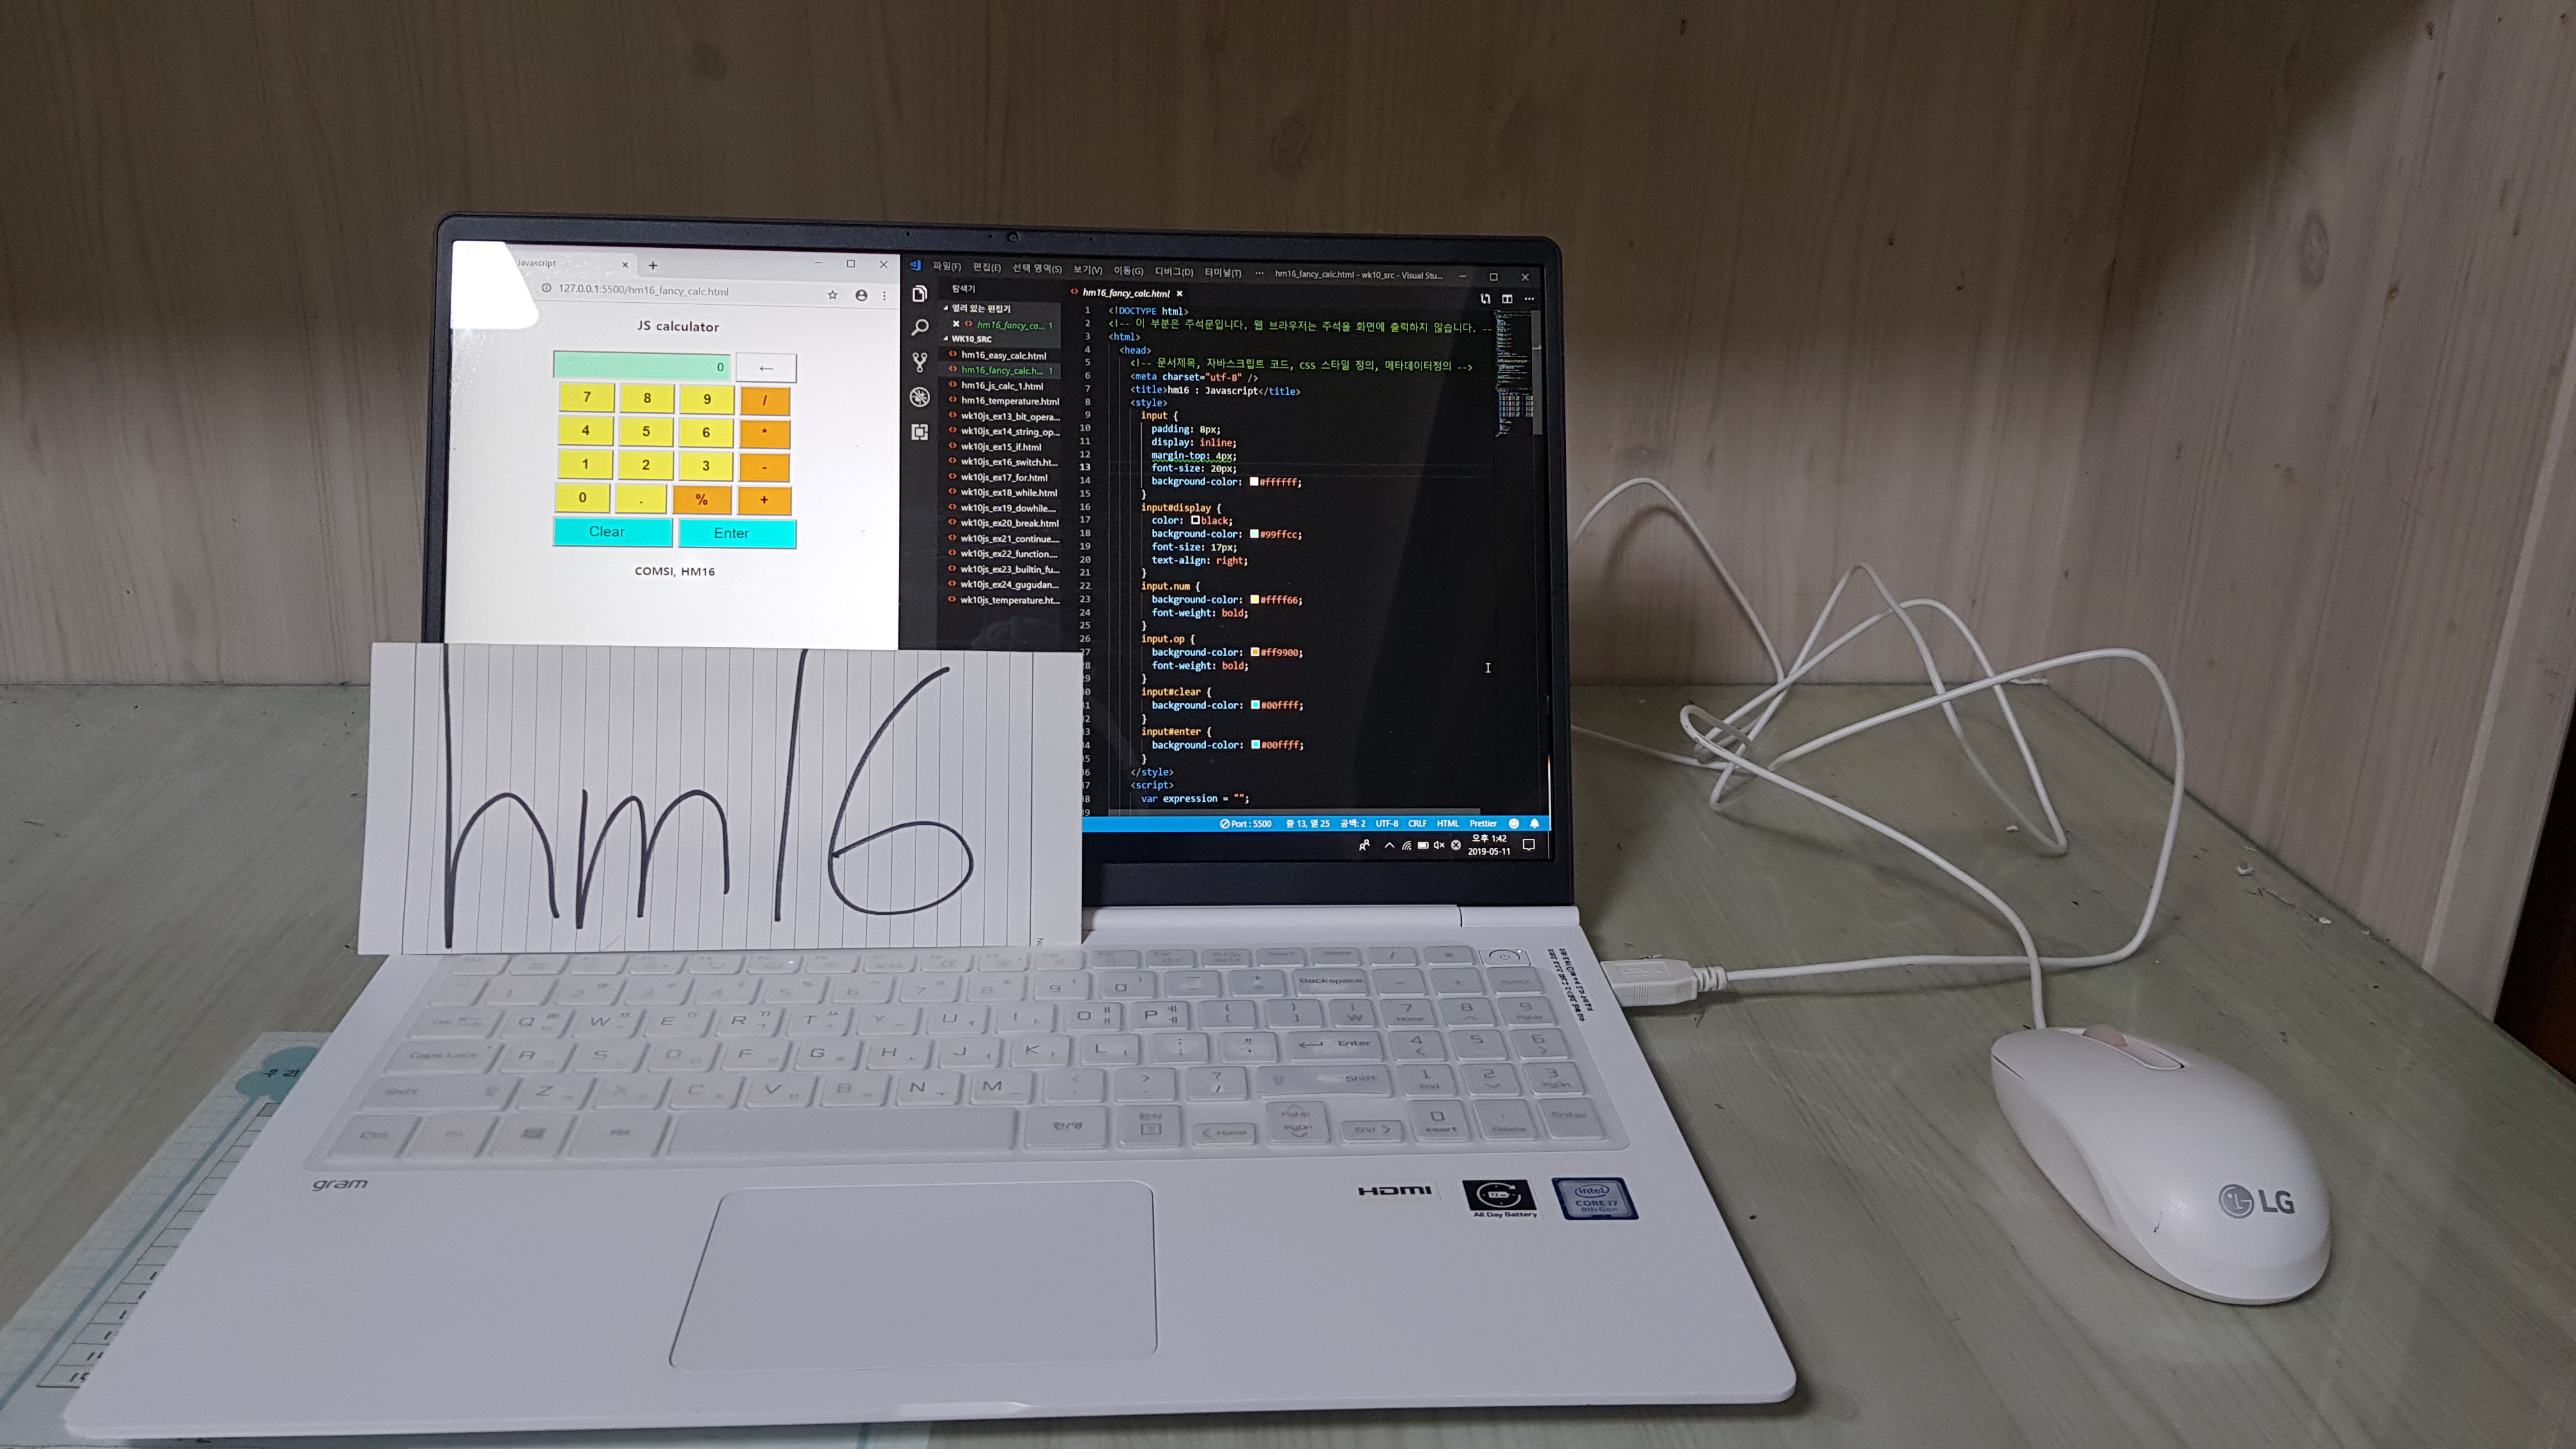 Javascript
127.0.0.1:5500/hm16_fancy_calc.html
JS calculator
0
←
7 8 9 /
4 5 6 *
1 2 3 -
0 . % +
Clear Enter
COMSI, HM16
파일(F) 편집(E) 선택 영역(S) 보기(V) 이동(G) 디버그(D) 터미널(T) ··· hm16_fancy_calc.html - wk10_src - Visual Stu...
탐색기
열려 있는 편집기
hm16_fancy_ca... 1
WK10_SRC
hm16_easy_calc.html
hm16_fancy_calc.h... 1
hm16_js_calc_1.html
hm16_temperature.html
wk10js_ex13_bit_opera...
wk10js_ex14_string_op...
wk10js_ex15_if.html
wk10js_ex16_switch.ht...
wk10js_ex17_for.html
wk10js_ex18_while.html
wk10js_ex19_dowhile....
wk10js_ex20_break.html
wk10js_ex21_continue....
wk10js_ex22_function....
wk10js_ex23_builtin_fu...
wk10js_ex24_gugudan...
wk10js_temperature.ht...
hm16_fancy_calc.html
1 <!DOCTYPE html>
2 <!-- 이 부분은 주석문입니다. 웹 브라우저는 주석을 화면에 출력하지 않습니다. --
3 <html>
4 <head>
5 <!-- 문서제목, 자바스크립트 코드, css 스타일 정의, 메타데이터정의 -->
6 <meta charset="utf-8" />
7 <title>hm16 : Javascript</title>
8 <style>
9 input {
10 padding: 8px;
11 display: inline;
12 margin-top: 4px;
13 font-size: 20px;
14 background-color: #ffffff;
15 }
16 input#display {
17 color: black;
18 background-color: #99ffcc;
19 font-size: 17px;
20 text-align: right;
21 }
22 input.num {
23 background-color: #ffff66;
24 font-weight: bold;
25 }
26 input.op {
27 background-color: #ff9900;
28 font-weight: bold;
29 }
30 input#clear {
31 background-color: #00ffff;
32 }
33 input#enter {
34 background-color: #00ffff;
35 }
36 </style>
37 <script>
38 var expression = "";
39
Port : 5500 줄 13, 열 25 공백: 2 UTF-8 CRLF HTML Prettier
오후 1:42
2019-05-11
hm16
Backspace
Q W E R T Y U I O P
Caps Lock A S D F G H J K L Enter
Shift Z X C V B N M Shift
Ctrl 한/영 Home PgUp PgDn End
gram
HDMI
All Day Battery
intel
CORE i7
8th Gen
LG